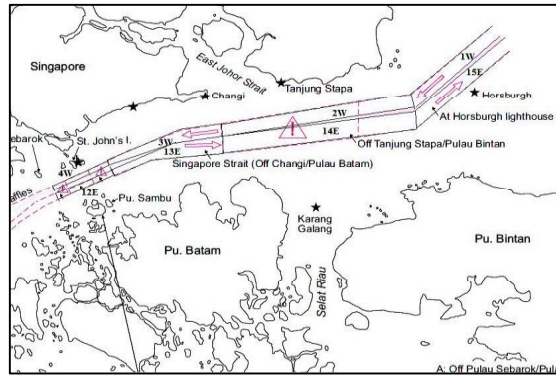 1W
15E
Singapore
East Johor Strait
Changi
Tanjung Stapa
Horsburgh
At Horsburgh lighthouse
2W
14E
Off Tanjung Stapa/Pulau Bintan
ebarok
St. John's I.
3W
13E
Singapore Strait (Off Changi/Pulau Batam)
4W
affles
12E
Pu. Sambu
Karang
Galang
Pu. Batam
Selat Riau
Pu. Bintan
A: Off Pulau Sebarok/Pula